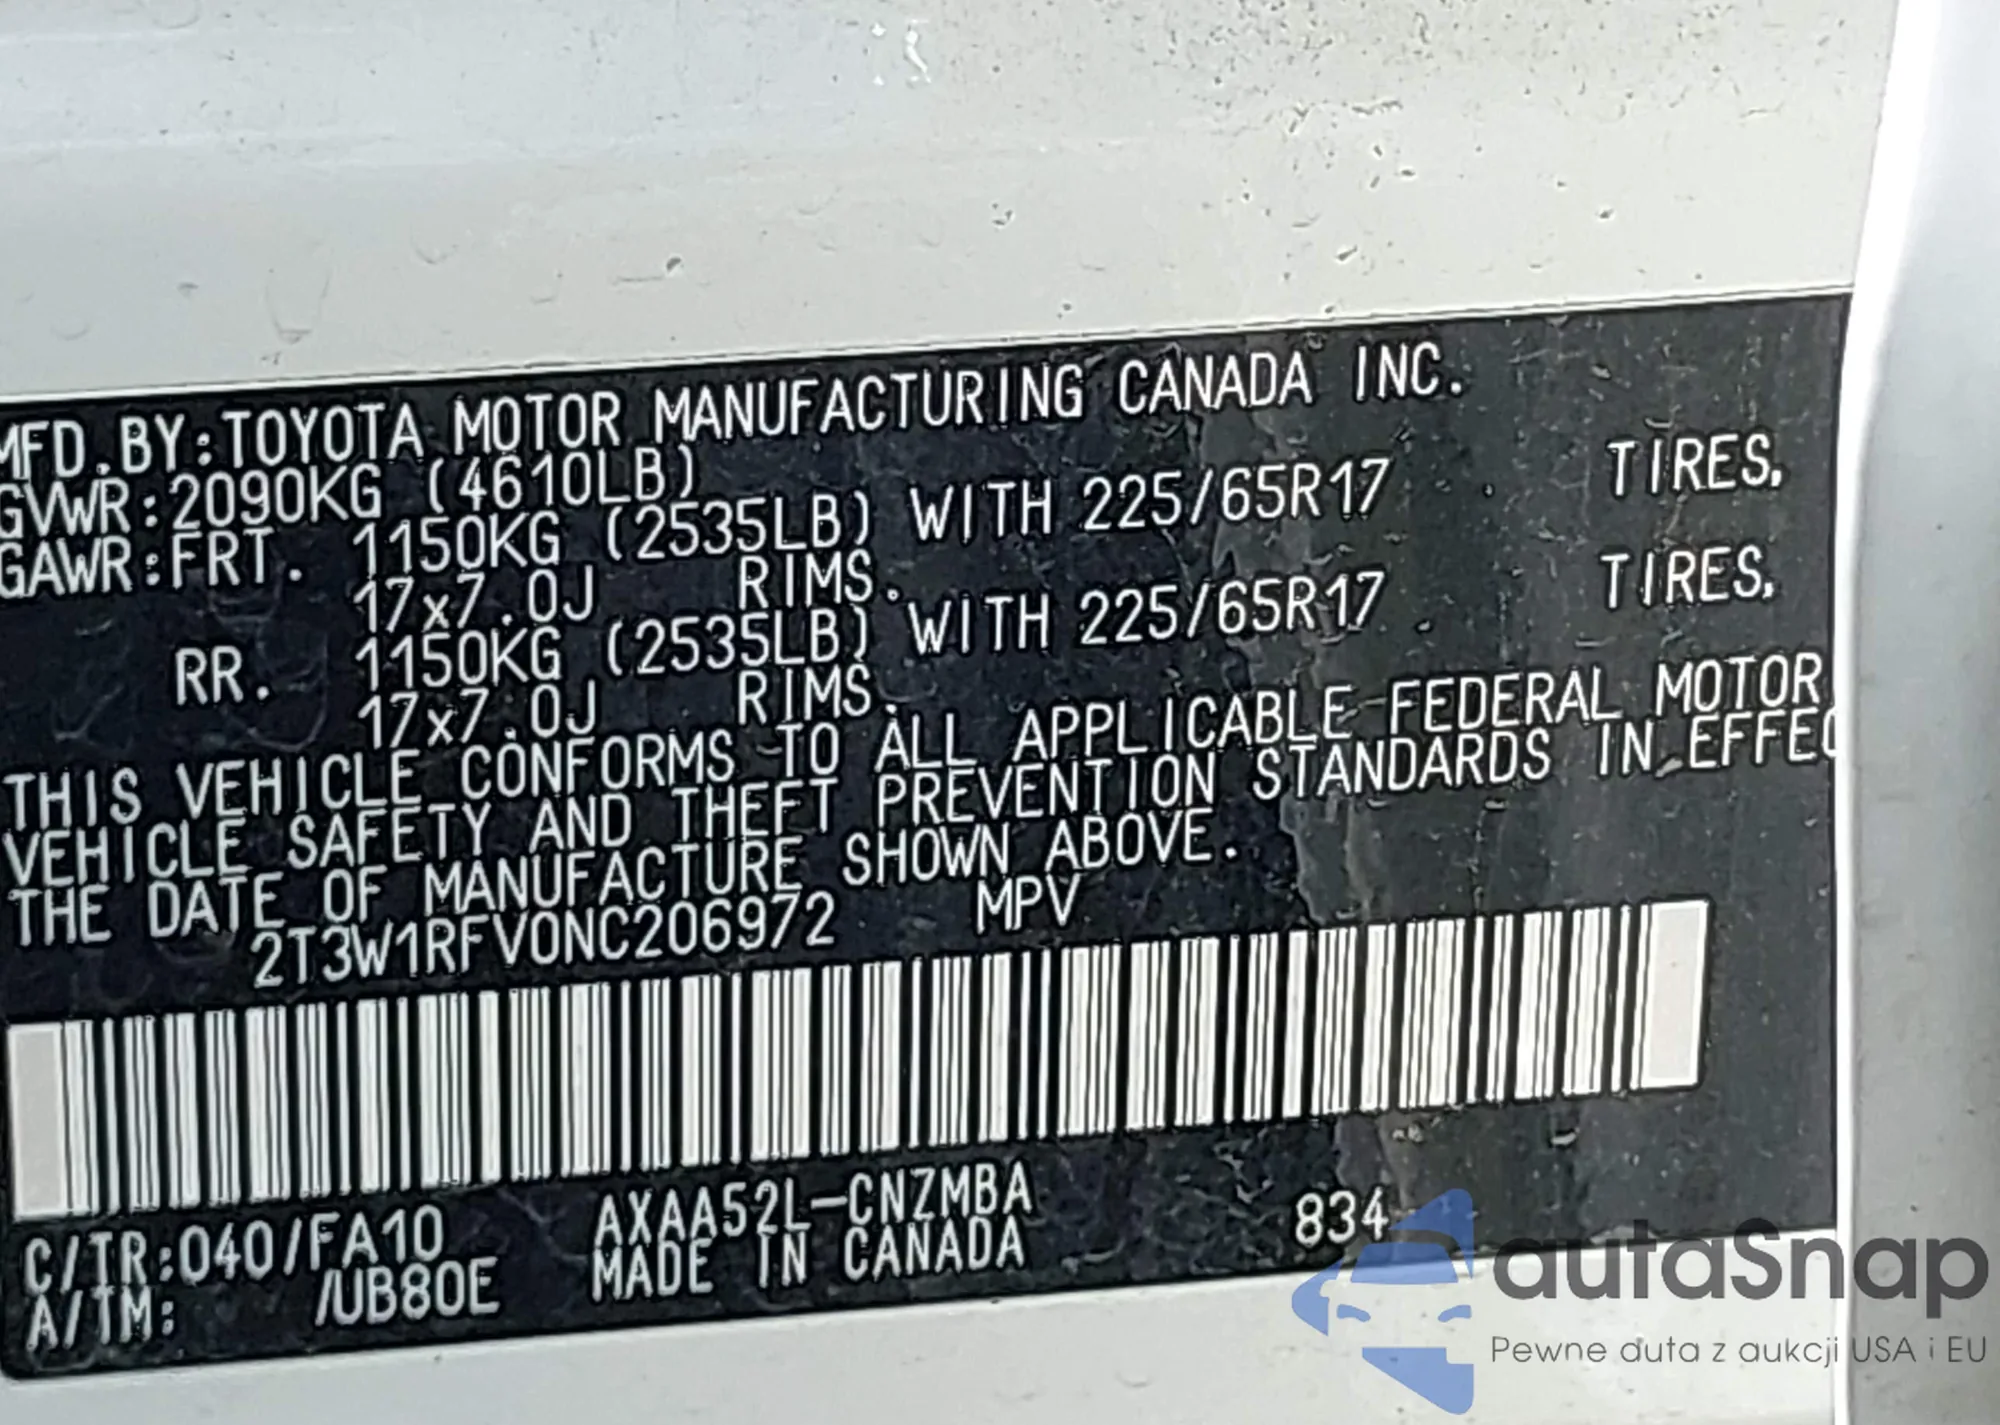 MFD. BY: TOYOTA MOTOR MANUFACTURING CANADA INC.
GVWR: 2090KG (4610LB)
GAWR: FRT. 1150KG (2535LB) WITH 225/65R17 TIRES,
17x7.0J RIMS.
RR. 1150KG (2535LB) WITH 225/65R17 TIRES,
17x7.0J RIMS.
THIS VEHICLE CONFORMS TO ALL APPLICABLE FEDERAL MOTOR
VEHICLE SAFETY AND THEFT PREVENTION STANDARDS IN EFFEC
THE DATE OF MANUFACTURE SHOWN ABOVE.
2T3W1RFV0NC206972 MPV
C/TR: 040/FA10 AXAA52L-CNZMBA 834
A/TM: /UB80E MADE IN CANADA
autaSnap
Pewne auta z aukcji USA i EU